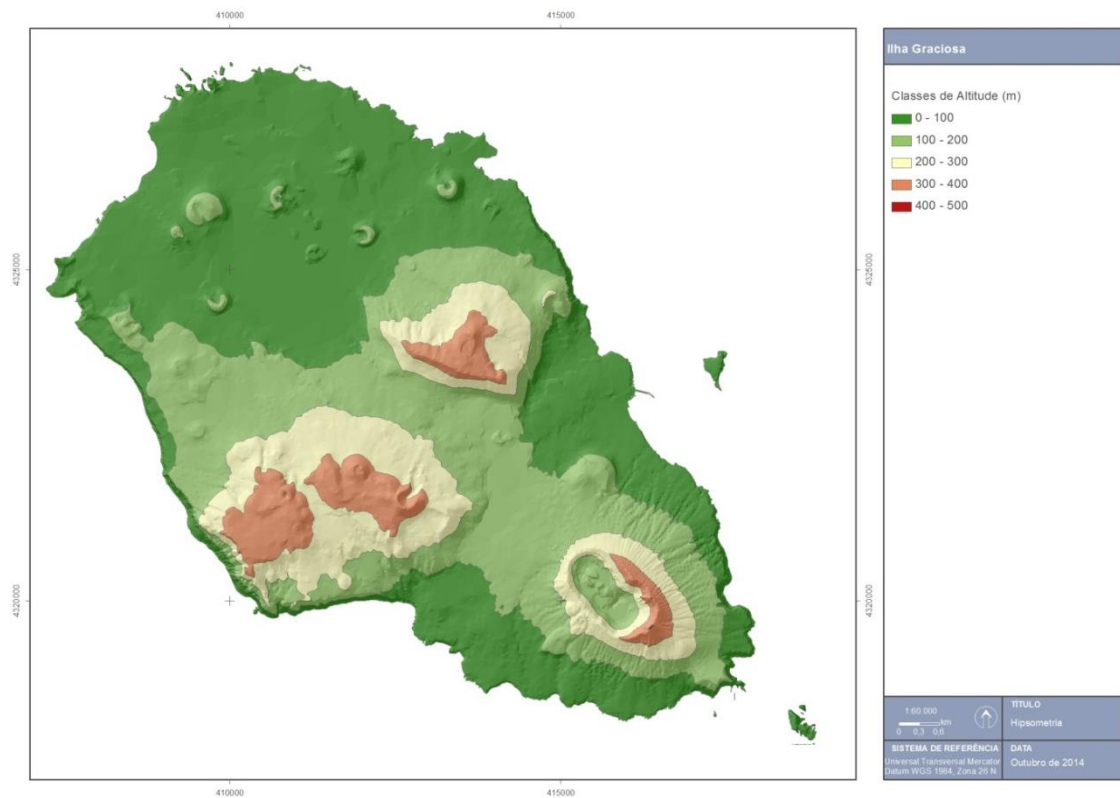 410000
415000
Ilha Graciosa
Classes de Altitude (m)
0 - 100
100 - 200
200 - 300
300 - 400
400 - 500
4325000
4325000
4320000
4320000
1:60.000
km
0 0,3 0,6
TÍTULO
Hipsometria
SISTEMA DE REFERÊNCIA
Universal Transversal Mercator
Datum WGS 1984, Zona 26 N
DATA
Outubro de 2014
410000
415000